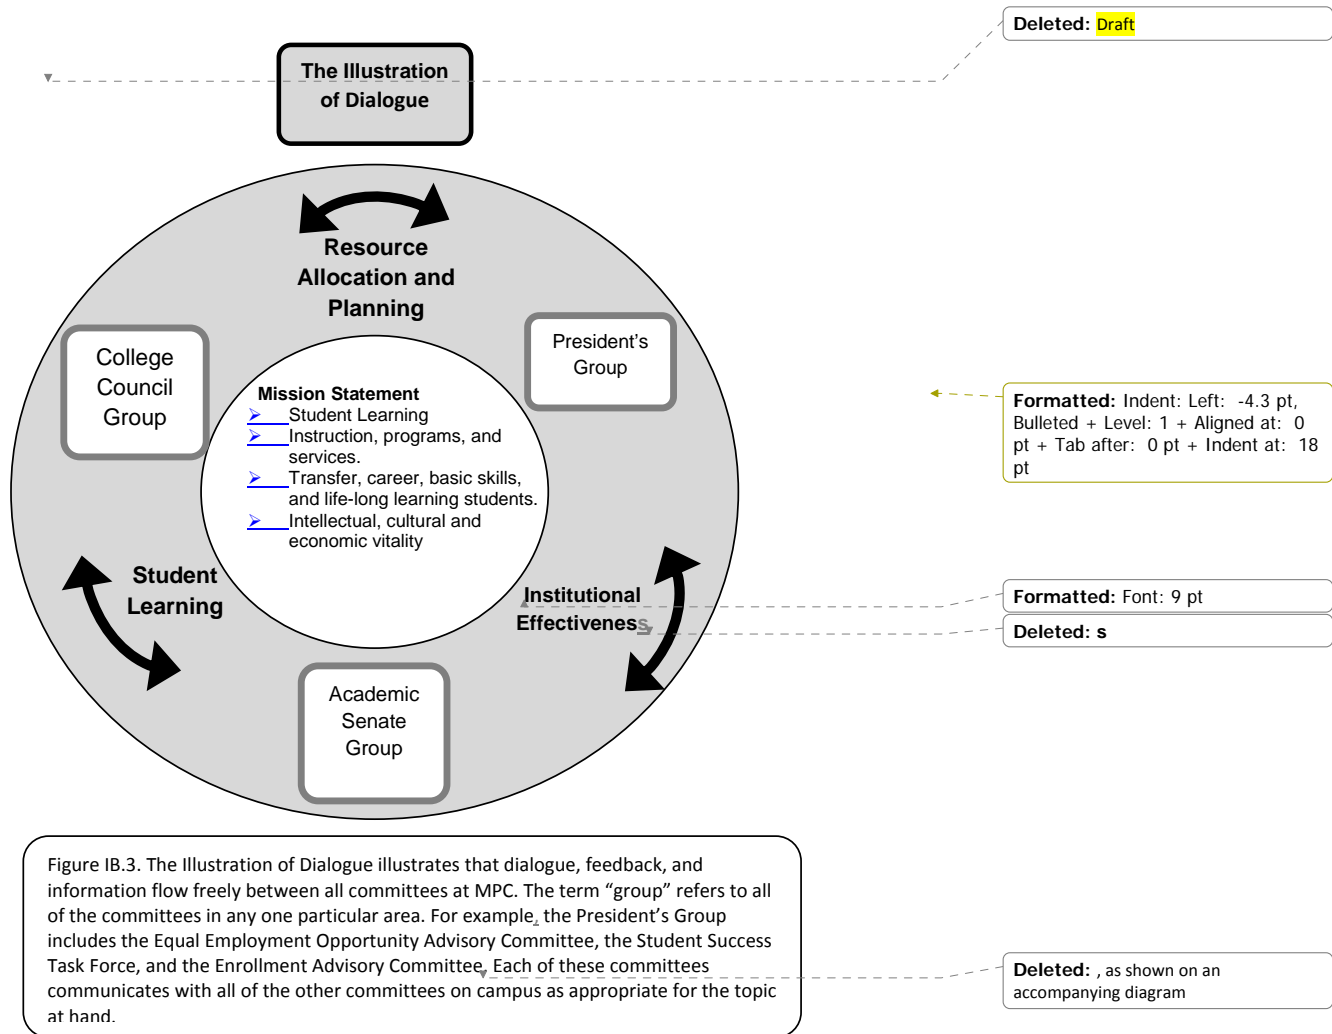 Deleted: Draft
The Illustration
of Dialogue
Resource
Allocation and
Planning
College
Council
Group
President's
Group
Mission Statement
➢ Student Learning
➢ Instruction, programs, and
services.
➢ Transfer, career, basic skills,
and life-long learning students.
➢ Intellectual, cultural and
economic vitality
Formatted: Indent: Left: -4.3 pt,
Bulleted + Level: 1 + Aligned at: 0
pt + Tab after: 0 pt + Indent at: 18
pt
Student
Learning
Institutional
Effectiveness
Formatted: Font: 9 pt
Deleted: s
Academic
Senate
Group
Figure IB.3. The Illustration of Dialogue illustrates that dialogue, feedback, and
information flow freely between all committees at MPC. The term “group” refers to all
of the committees in any one particular area. For example, the President’s Group
includes the Equal Employment Opportunity Advisory Committee, the Student Success
Task Force, and the Enrollment Advisory Committee. Each of these committees
communicates with all of the other committees on campus as appropriate for the topic
at hand.
Deleted: , as shown on an
accompanying diagram